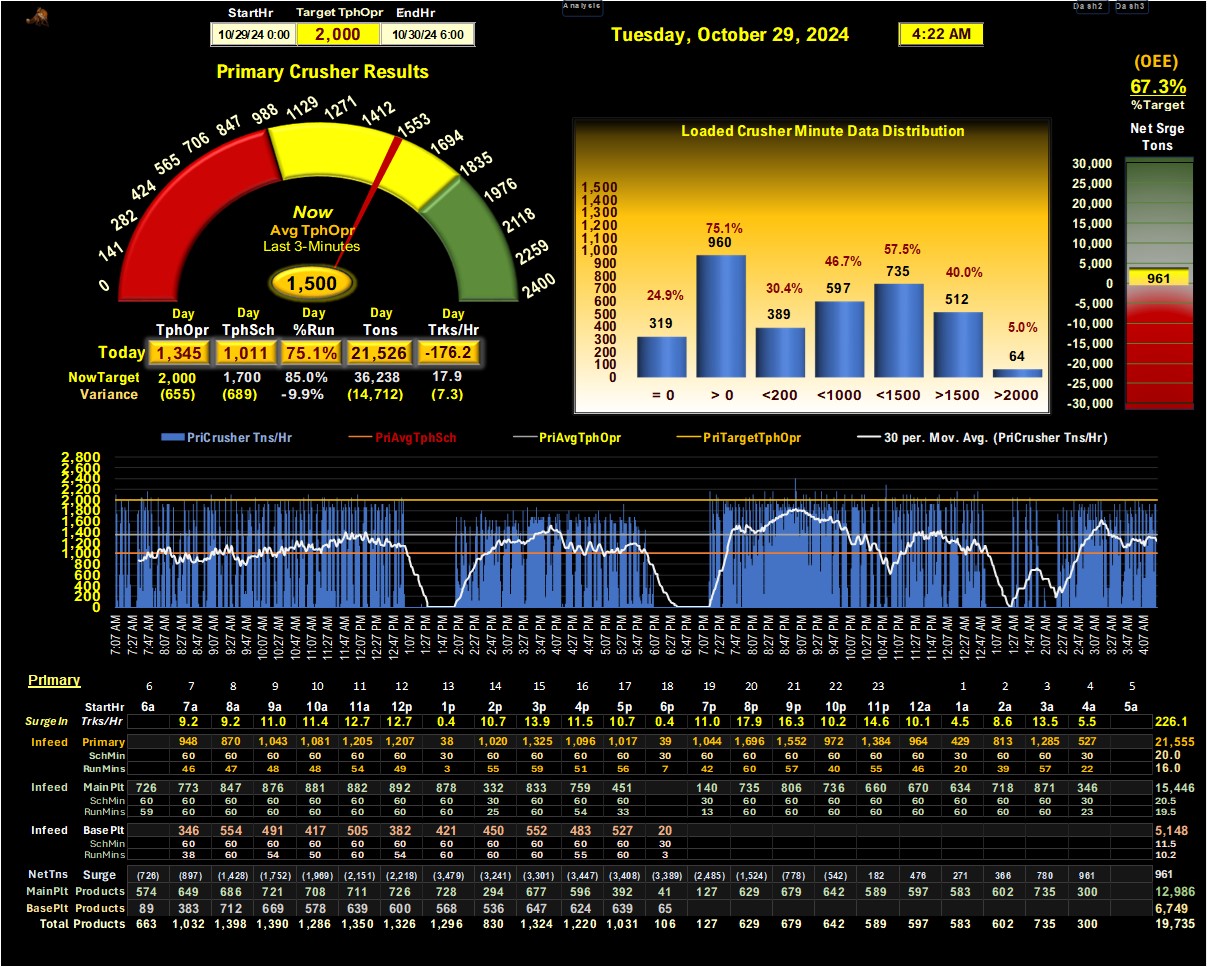 Analysis Dash2 Dash3
StartHr Target TphOpr EndHr
10/29/24 0:00 2,000 10/30/24 6:00
Tuesday, October 29, 2024 4:22 AM
(OEE)
67.3%
%Target
Net Srge
Tons
30,000
25,000
20,000
15,000
10,000
5,000
0
-5,000
-10,000
-15,000
-20,000
-25,000
-30,000
961
Primary Crusher Results
0 141 282 424 565 706 847 988 1129 1271 1412 1553 1694 1835 1976 2118 2259 2400
Now
Avg TphOpr
Last 3-Minutes
1,500
Day Day Day Day Day
TphOpr TphSch %Run Tons Trks/Hr
Today 1,345 1,011 75.1% 21,526 -176.2
NowTarget 2,000 1,700 85.0% 36,238 17.9
Variance (655) (689) -9.9% (14,712) (7.3)
Loaded Crusher Minute Data Distribution
1,500
1,400
1,300
1,200
1,100
1,000
900
800
700
600
500
400
300
200
100
0
24.9% 75.1% 30.4% 46.7% 57.5% 40.0% 5.0%
319 960 389 597 735 512 64
= 0 > 0 <200 <1000 <1500 >1500 >2000
PriCrusher Tns/Hr PriAvgTphSch PriAvgTphOpr PriTargetTphOpr 30 per. Mov. Avg. (PriCrusher Tns/Hr)
2,800
2,600
2,400
2,200
2,000
1,800
1,600
1,400
1,200
1,000
800
600
400
200
0
7:07 AM 7:27 AM 7:47 AM 8:07 AM 8:27 AM 8:47 AM 9:07 AM 9:27 AM 9:47 AM 10:07 AM 10:27 AM 10:47 AM 11:07 AM 11:27 AM 11:47 AM 12:07 PM 12:27 PM 12:47 PM 1:07 PM 1:27 PM 1:47 PM 2:07 PM 2:27 PM 2:47 PM 3:07 PM 3:27 PM 3:47 PM 4:07 PM 4:27 PM 4:47 PM 5:07 PM 5:27 PM 5:47 PM 6:07 PM 6:27 PM 6:47 PM 7:07 PM 7:27 PM 7:47 PM 8:07 PM 8:27 PM 8:47 PM 9:07 PM 9:27 PM 9:47 PM 10:07 PM 10:27 PM 10:47 PM 11:07 PM 11:27 PM 11:47 PM 12:07 AM 12:27 AM 12:47 AM 1:07 AM 1:27 AM 1:47 AM 2:07 AM 2:27 AM 2:47 AM 3:07 AM 3:27 AM 3:47 AM 4:07 AM
Primary 6 7 8 9 10 11 12 13 14 15 16 17 18 19 20 21 22 23 1 2 3 4 5
StartHr 6a 7a 8a 9a 10a 11a 12p 1p 2p 3p 4p 5p 6p 7p 8p 9p 10p 11p 12a 1a 2a 3a 4a 5a
SurgeIn Trks/Hr 9.2 9.2 11.0 11.4 12.7 12.7 0.4 10.7 13.9 11.5 10.7 0.4 11.0 17.9 16.3 10.2 14.6 10.1 4.5 8.6 13.5 5.5 226.1
Infeed Primary 948 870 1,043 1,081 1,205 1,207 38 1,020 1,325 1,096 1,017 39 1,044 1,696 1,552 972 1,384 964 429 813 1,285 527 21,555
SchMin 60 60 60 60 60 60 30 60 60 60 60 30 60 60 60 60 60 60 30 60 60 30 20.0
RunMins 46 47 48 48 54 49 3 55 59 51 56 7 42 60 57 40 55 46 20 39 57 22 16.0
Infeed MainPlt 726 773 847 876 881 882 892 878 332 833 759 451 140 735 806 736 660 670 634 718 871 346 15,446
SchMin 60 60 60 60 60 60 60 60 30 60 60 60 30 60 60 60 60 60 60 60 60 30 20.5
RunMins 59 60 60 60 60 60 60 60 25 60 54 33 13 60 60 60 60 60 60 60 60 23 19.5
Infeed BasePlt 346 554 491 417 505 382 421 450 552 483 527 20 5,148
SchMin 60 60 60 60 60 60 60 60 60 60 60 30 11.5
RunMins 38 60 54 50 60 54 60 60 60 55 60 3 10.2
NetTns Surge (726) (897) (1,428) (1,752) (1,969) (2,151) (2,218) (3,479) (3,241) (3,301) (3,447) (3,408) (3,389) (2,485) (1,524) (778) (542) 182 476 271 366 780 961 961
MainPlt Products 574 649 686 721 708 711 726 728 294 677 596 392 41 127 629 679 642 589 597 583 602 735 300 12,986
BasePlt Products 89 383 712 669 578 639 600 568 536 647 624 639 65 6,749
Total Products 663 1,032 1,398 1,390 1,286 1,350 1,326 1,296 830 1,324 1,220 1,031 106 127 629 679 642 589 597 583 602 735 300 19,735